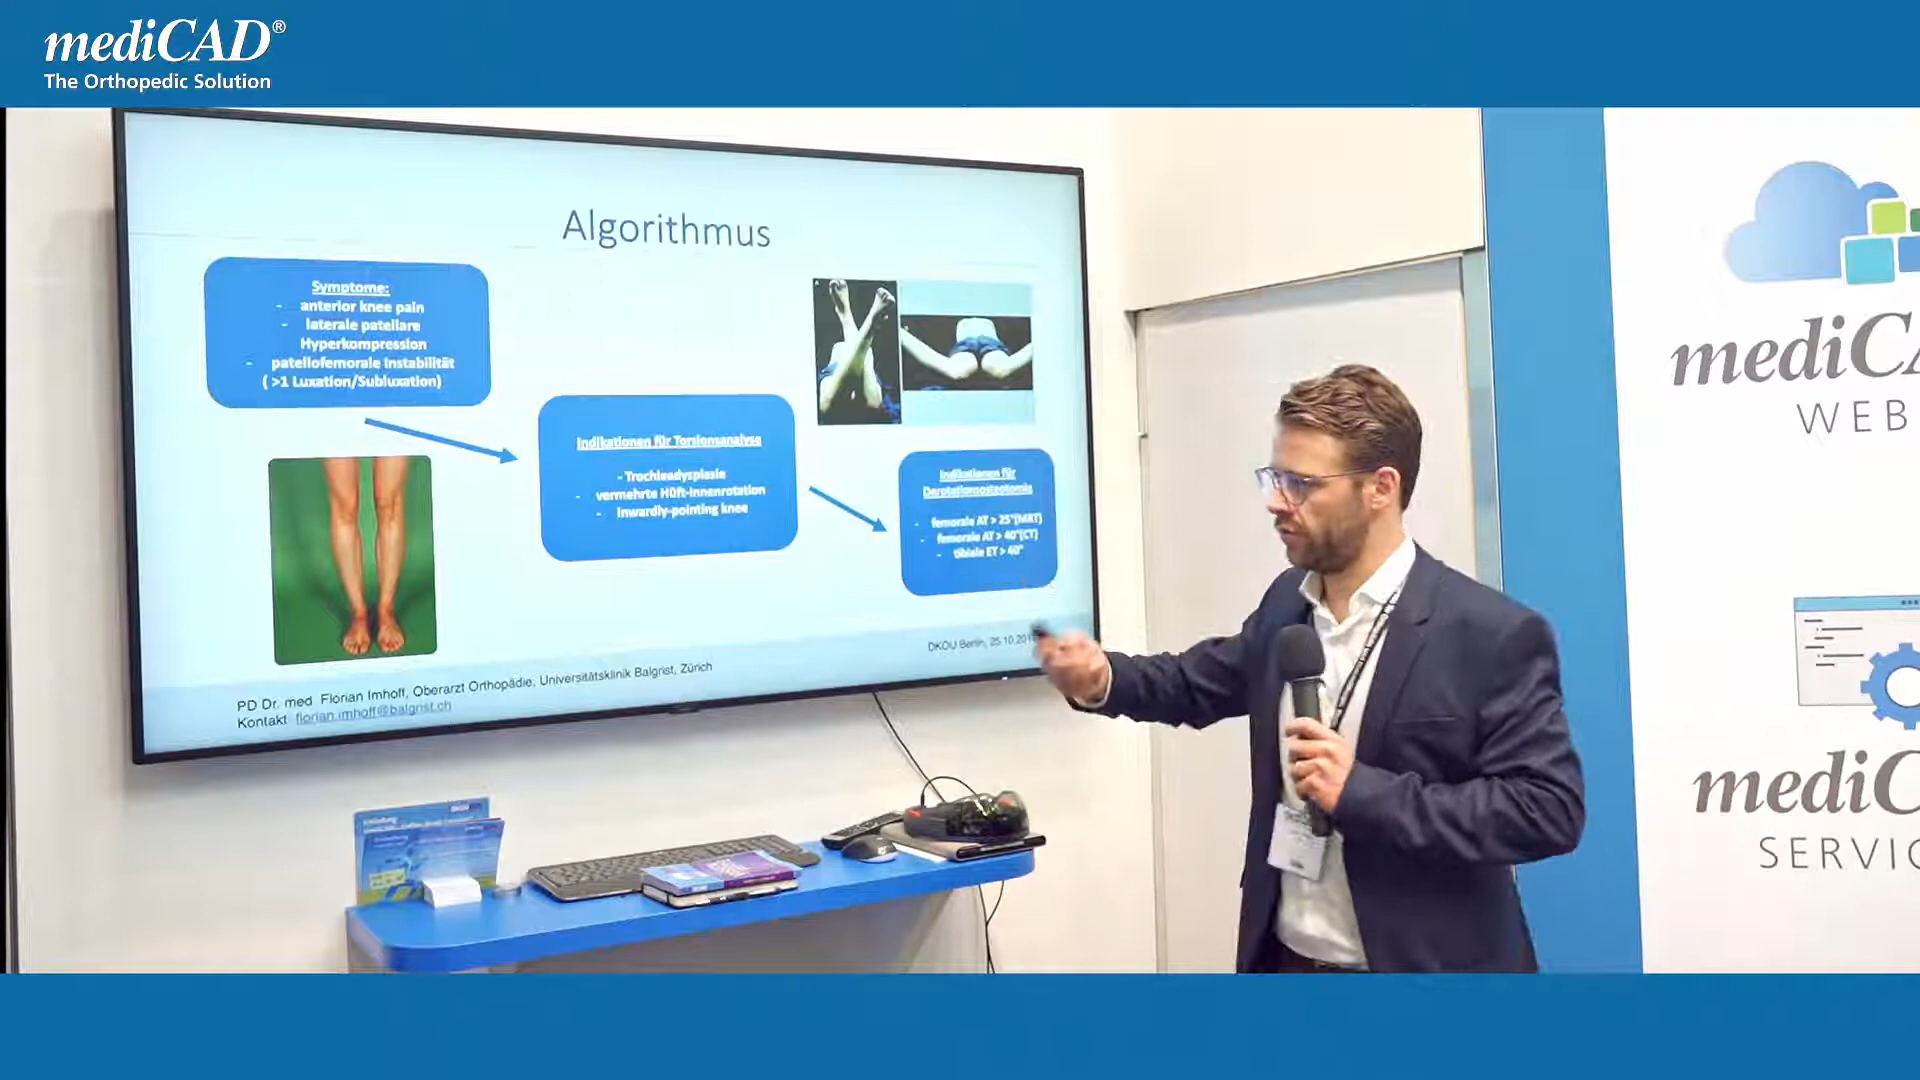 mediCAD®
The Orthopedic Solution
Algorithmus
Symptome:
- anterior knee pain
- laterale patellare
Hyperkompression
- patellofemorale Instabilität
( >1 Luxation/Subluxation)
Indikationen für Torsionsanalyse
- Trochleadysplasie
- vermehrte Hüft-Innenrotation
- Inwardly-pointing knee
Indikationen für
Derotationsosteotomie
- femorale AT > 25°(MRT)
- femorale AT > 40°(CT)
- tibiale ET > 40°
DKOU Berlin, 25.10.201
PD Dr. med Florian Imhoff, Oberarzt Orthopädie, Universitätsklinik Balgrist, Zürich
Kontakt florian.imhoff@balgrist.ch
mediCA
WEB
mediC
SERVIC